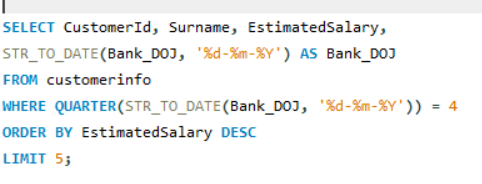 SELECT CustomerId, Surname, EstimatedSalary,
STR_TO_DATE(Bank_DOJ, '%d-%m-%Y') AS Bank_DOJ
FROM customerinfo
WHERE QUARTER(STR_TO_DATE(Bank_DOJ, '%d-%m-%Y')) = 4
ORDER BY EstimatedSalary DESC
LIMIT 5;